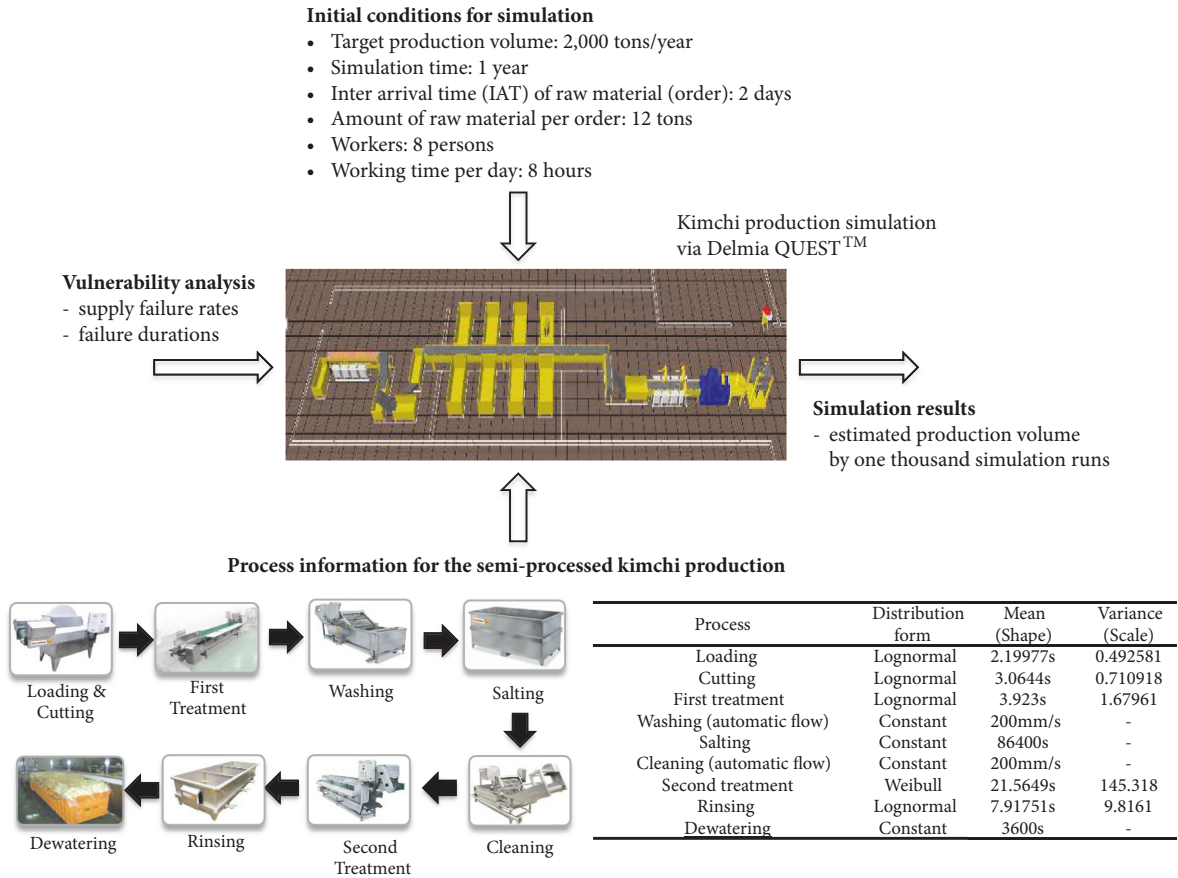 Initial conditions for simulation
• Target production volume: 2,000 tons/year
• Simulation time: 1 year
• Inter arrival time (IAT) of raw material (order): 2 days
• Amount of raw material per order: 12 tons
• Workers: 8 persons
• Working time per day: 8 hours
Kimchi production simulation
via Delmia QUEST™
Vulnerability analysis
- supply failure rates
- failure durations
Simulation results
- estimated production volume
by one thousand simulation runs
Process information for the semi-processed kimchi production
Loading &
Cutting
First
Treatment
Washing
Salting
Dewatering
Rinsing
Second
Treatment
Cleaning
Process Distribution form Mean (Shape) Variance (Scale)
Loading Lognormal 2.19977s 0.492581
Cutting Lognormal 3.0644s 0.710918
First treatment Lognormal 3.923s 1.67961
Washing (automatic flow) Constant 200mm/s -
Salting Constant 86400s -
Cleaning (automatic flow) Constant 200mm/s -
Second treatment Weibull 21.5649s 145.318
Rinsing Lognormal 7.91751s 9.8161
Dewatering Constant 3600s -